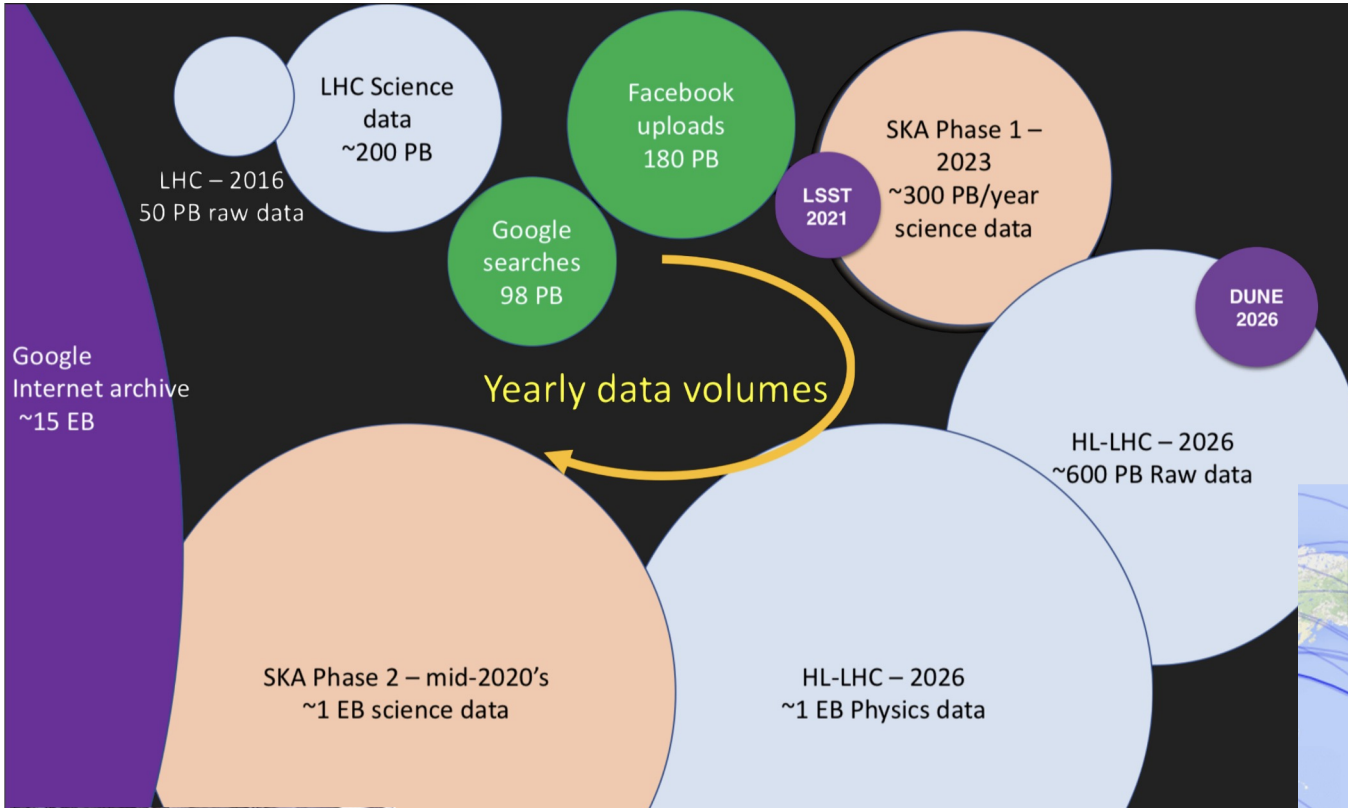 LHC Science
data
~200 PB
LHC – 2016
50 PB raw data
Facebook
uploads
180 PB
Google
searches
98 PB
LSST
2021
SKA Phase 1 –
2023
~300 PB/year
science data
DUNE
2026
Google
Internet archive
~15 EB
Yearly data volumes
HL-LHC – 2026
~600 PB Raw data
SKA Phase 2 – mid-2020's
~1 EB science data
HL-LHC – 2026
~1 EB Physics data